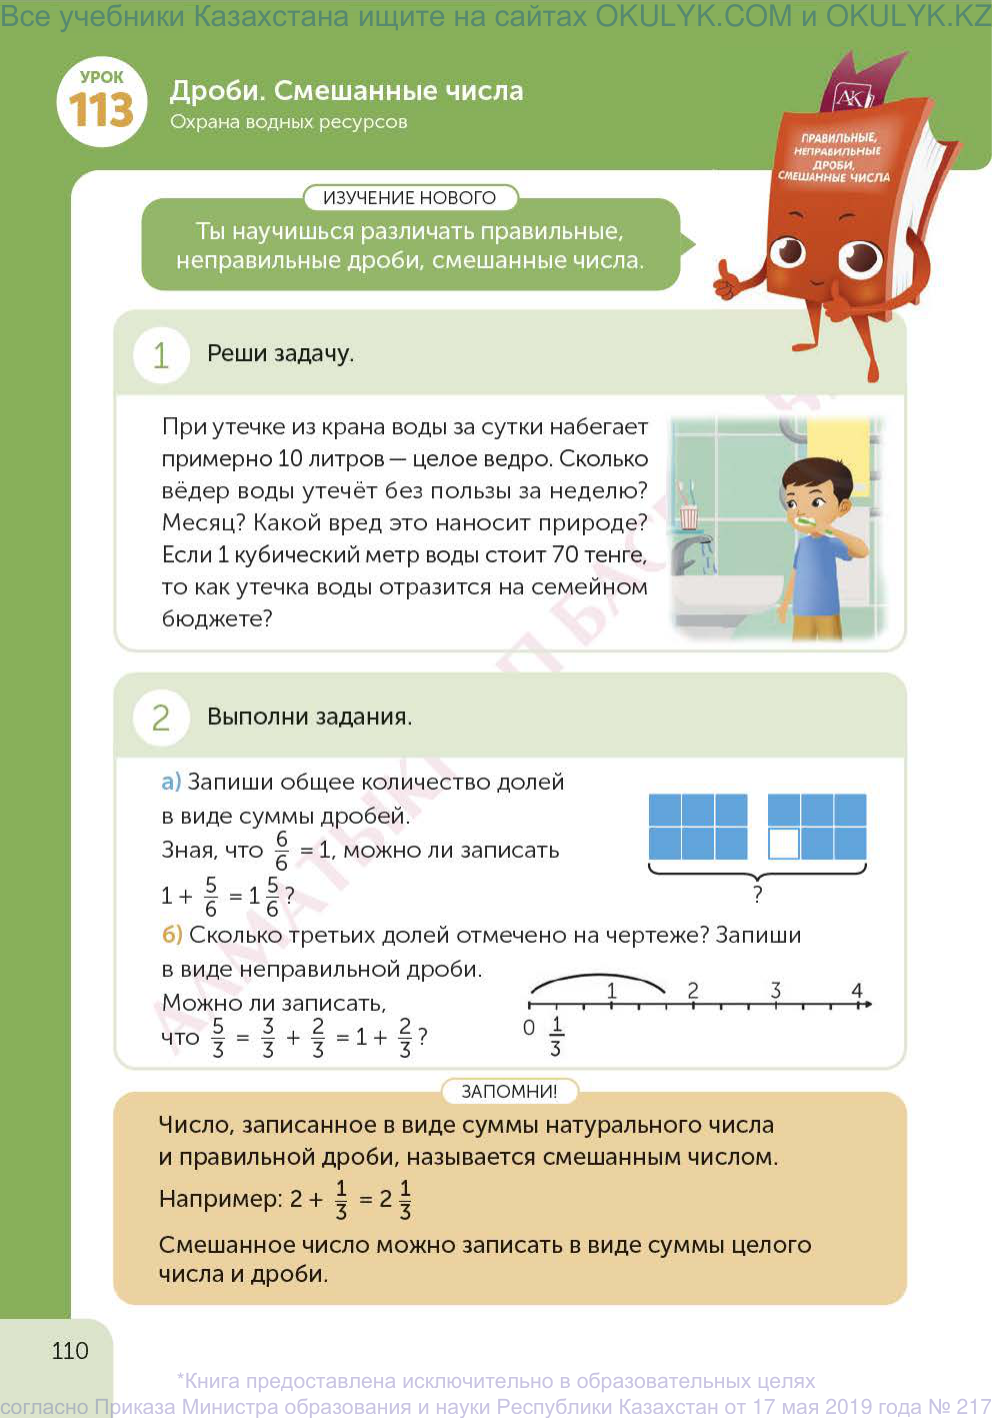 Все учебники Казахстана ищите на сайтах OKULYK.COM и OKULYK.KZ
УРОК
113
Дроби. Смешанные числа
Охрана водных ресурсов
АК
ПРАВИЛЬНЫЕ,
НЕПРАВИЛЬНЫЕ
ДРОБИ,
СМЕШАННЫЕ ЧИСЛА
ИЗУЧЕНИЕ НОВОГО
Ты научишься различать правильные,
неправильные дроби, смешанные числа.
1 Реши задачу.
При утечке из крана воды за сутки набегает
примерно 10 литров — целое ведро. Сколько
вёдер воды утечёт без пользы за неделю?
Месяц? Какой вред это наносит природе?
Если 1 кубический метр воды стоит 70 тенге,
то как утечка воды отразится на семейном
бюджете?
2 Выполни задания.
а) Запиши общее количество долей
в виде суммы дробей.
Зная, что 6/6 = 1, можно ли записать
1 + 5/6 = 1 5/6 ?
?
б) Сколько третьих долей отмечено на чертеже? Запиши
в виде неправильной дроби.
Можно ли записать,
что 5/3 = 3/3 + 2/3 = 1 + 2/3 ?
1 2 3 4
0 1/3
ЗАПОМНИ!
Число, записанное в виде суммы натурального числа
и правильной дроби, называется смешанным числом.
Например: 2 + 1/3 = 2 1/3
Смешанное число можно записать в виде суммы целого
числа и дроби.
110
*Книга предоставлена исключительно в образовательных целях
согласно Приказа Министра образования и науки Республики Казахстан от 17 мая 2019 года № 217